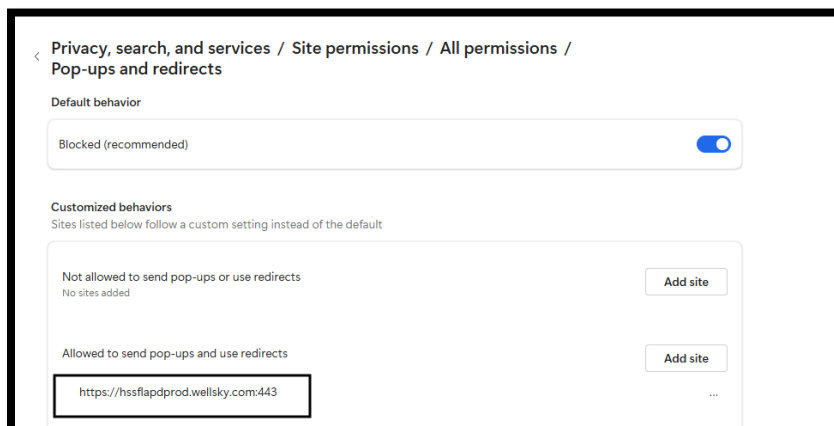 Privacy, search, and services / Site permissions / All permissions /
Pop-ups and redirects
Default behavior
Blocked (recommended)
Customized behaviors
Sites listed below follow a custom setting instead of the default
Not allowed to send pop-ups or use redirects
No sites added
Add site
Allowed to send pop-ups and use redirects
Add site
https://hssflapdprod.wellsky.com:443
...